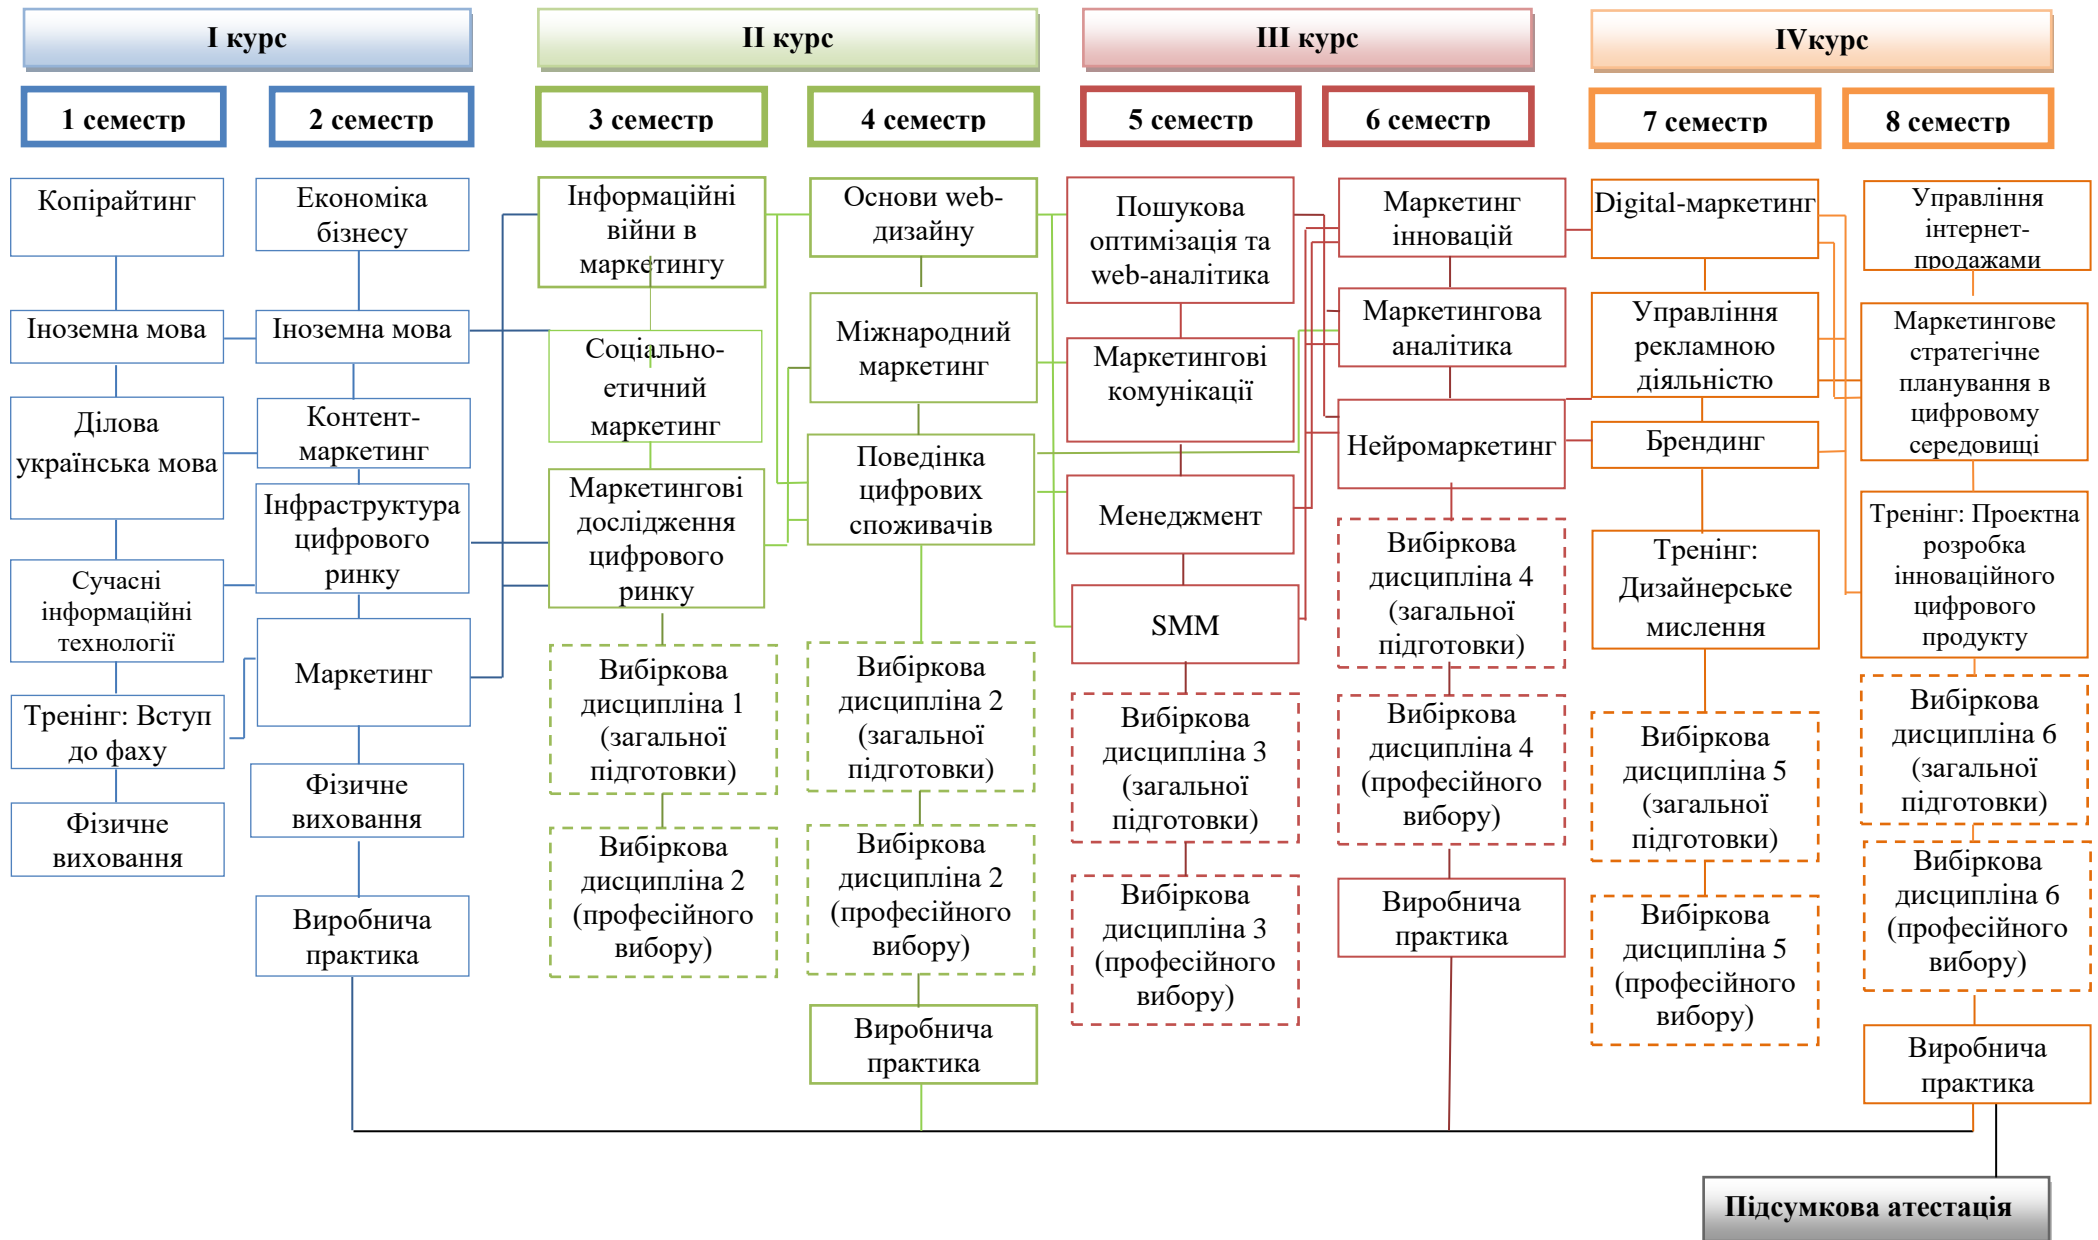 I курс
II курс
III курс
IVкурс
1 семестр
2 семестр
3 семестр
4 семестр
5 семестр
6 семестр
7 семестр
8 семестр
Копірайтинг
Іноземна мова
Ділова
українська мова
Сучасні
інформаційні
технології
Тренінг: Вступ
до фаху
Фізичне
виховання
Економіка
бізнесу
Іноземна мова
Контент-
маркетинг
Інфраструктура
цифрового
ринку
Маркетинг
Фізичне
виховання
Виробнича
практика
Інформаційні
війни в
маркетингу
Соціально-
етичний
маркетинг
Маркетингові
дослідження
цифрового
ринку
Вибіркова
дисципліна 1
(загальної
підготовки)
Вибіркова
дисципліна 2
(професійного
вибору)
Основи web-
дизайну
Міжнародний
маркетинг
Поведінка
цифрових
споживачів
Вибіркова
дисципліна 2
(загальної
підготовки)
Вибіркова
дисципліна 2
(професійного
вибору)
Виробнича
практика
Пошукова
оптимізація та
web-аналітика
Маркетингові
комунікації
Менеджмент
SMM
Вибіркова
дисципліна 3
(загальної
підготовки)
Вибіркова
дисципліна 3
(професійного
вибору)
Маркетинг
інновацій
Маркетингова
аналітика
Нейромаркетинг
Вибіркова
дисципліна 4
(загальної
підготовки)
Вибіркова
дисципліна 4
(професійного
вибору)
Виробнича
практика
Digital-маркетинг
Управління
рекламною
діяльністю
Брендинг
Тренінг:
Дизайнерське
мислення
Вибіркова
дисципліна 5
(загальної
підготовки)
Вибіркова
дисципліна 5
(професійного
вибору)
Управління
інтернет-
продажами
Маркетингове
стратегічне
планування в
цифровому
середовищі
Тренінг: Проектна
розробка
інноваційного
цифрового
продукту
Вибіркова
дисципліна 6
(загальної
підготовки)
Вибіркова
дисципліна 6
(професійного
вибору)
Виробнича
практика
Підсумкова атестація